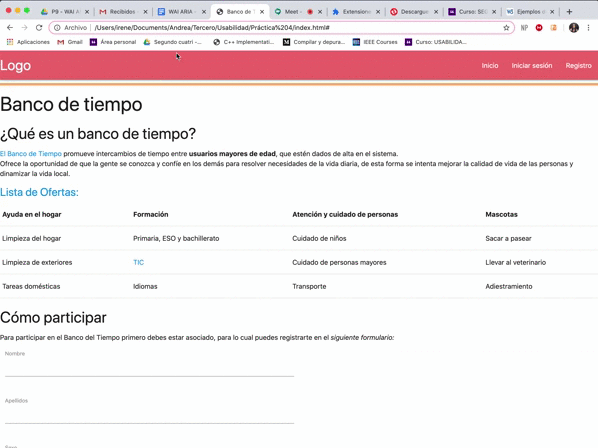 P9 - WAI A
Recibidos
WAI ARIA -
Banco de
Meet -
Extensione
Descargue
Curso: SEI
Ejemplos d
Archivo | /Users/irene/Documents/Andrea/Tercero/Usabilidad/Práctica%204/index.html#
Aplicaciones
Gmail
Área personal
Segundo cuatri -...
C++ Implementati...
Compilar y depura...
IEEE Courses
Curso: USABILIDA...
Logo
Inicio
Iniciar sesión
Registro
Banco de tiempo
¿Qué es un banco de tiempo?
El Banco de Tiempo promueve intercambios de tiempo entre usuarios mayores de edad, que estén dados de alta en el sistema.
Ofrece la oportunidad de que la gente se conozca y confíe en los demás para resolver necesidades de la vida diaria, de esta forma se intenta mejorar la calidad de vida de las personas y
dinamizar la vida local.
Lista de Ofertas:
Ayuda en el hogar Formación Atención y cuidado de personas Mascotas
Limpieza del hogar Primaria, ESO y bachillerato Cuidado de niños Sacar a pasear
Limpieza de exteriores TIC Cuidado de personas mayores Llevar al veterinario
Tareas domésticas Idiomas Transporte Adiestramiento
Cómo participar
Para participar en el Banco del Tiempo primero debes estar asociado, para lo cual puedes registrarte en el siguiente formulario:
Nombre
Apellidos